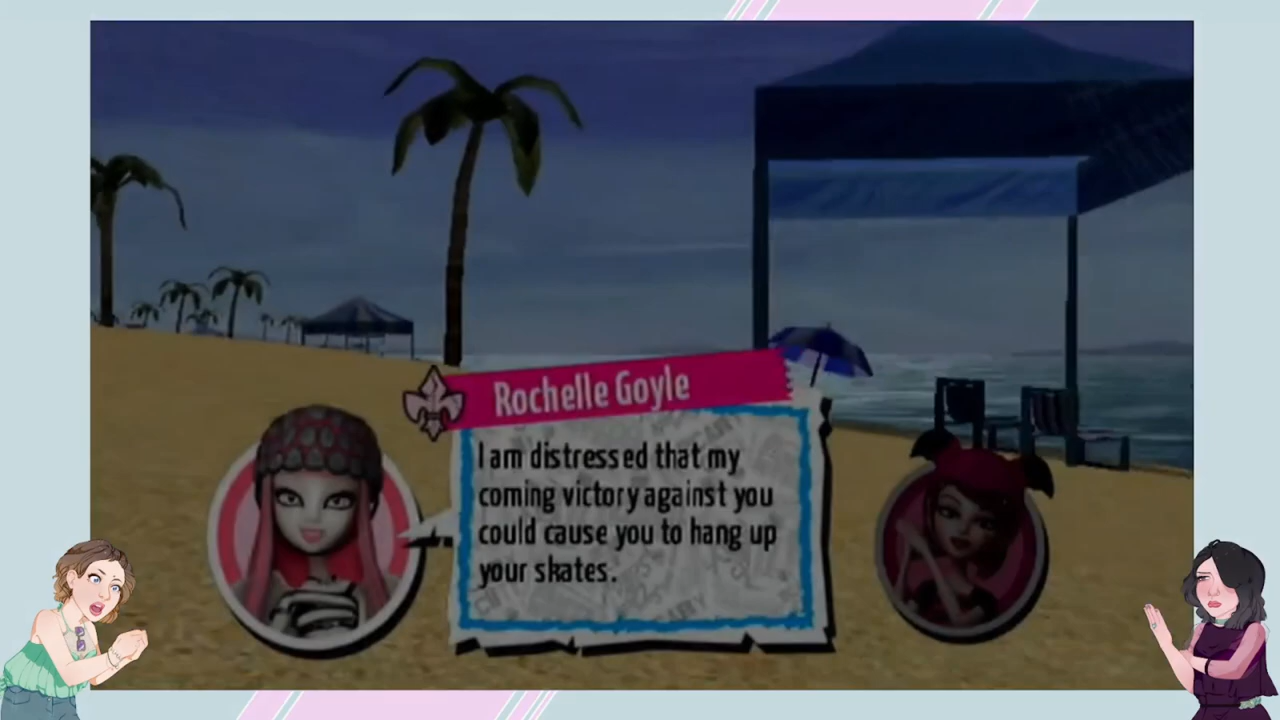 Rochelle Goyle
I am distressed that my
coming victory against you
could cause you to hang up
your skates.